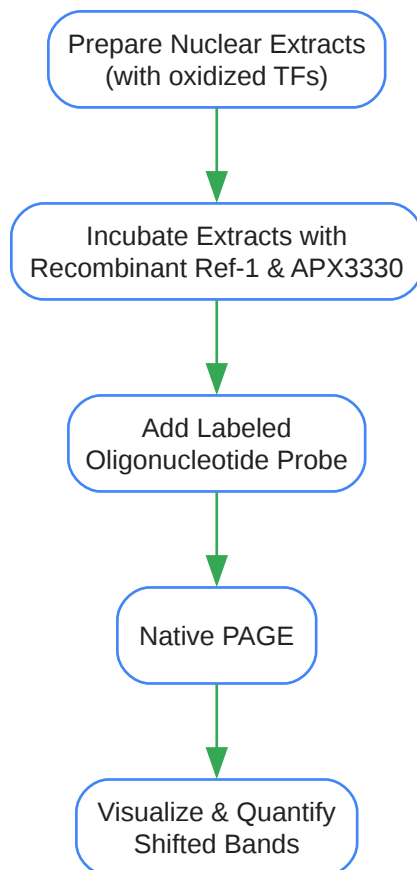 Prepare Nuclear Extracts
(with oxidized TFs)
Incubate Extracts with
Recombinant Ref-1 & APX3330
Add Labeled
Oligonucleotide Probe
Native PAGE
Visualize & Quantify
Shifted Bands